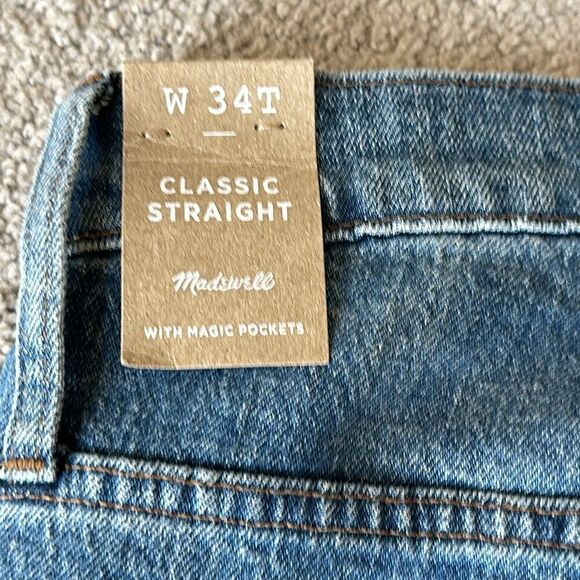 W 34T
CLASSIC
STRAIGHT
Madewell
WITH MAGIC POCKETS